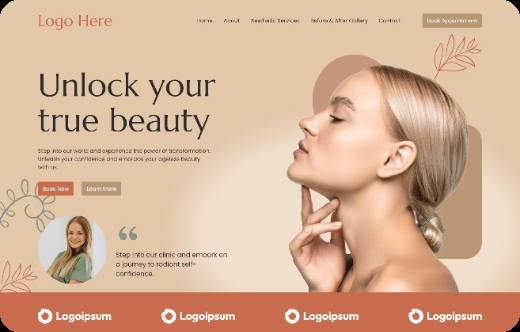 Logo Here
Home About Aesthetic Services Before & After Gallery Contact Book Appointment
Unlock your
true beauty
Step into our world and experience the power of transformation.
Unleash your confidence and embrace your ageless beauty
with us.
Book Now Learn More
“
Step into our clinic and embark on
a journey to radiant self-
confidence.
Logoipsum Logoipsum Logoipsum Logoipsum